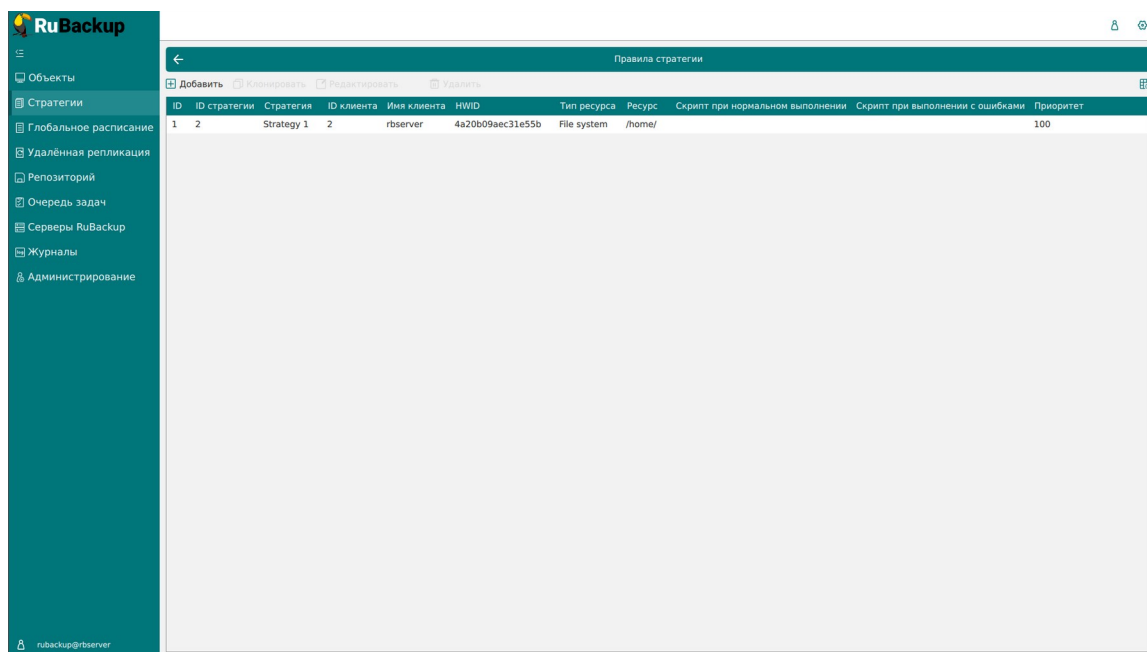 RuBackup
Объекты
Стратегии
Глобальное расписание
Удалённая репликация
Репозиторий
Очередь задач
Серверы RuBackup
Журналы
Администрирование
rubackup@rbserver
Правила стратегии
Добавить Клонировать Редактировать Удалить
ID ID стратегии Стратегия ID клиента Имя клиента HWID Тип ресурса Ресурс Скрипт при нормальном выполнении Скрипт при выполнении с ошибками Приоритет
1 2 Strategy 1 2 rbserver 4a20b09aec31e55b File system /home/ 100